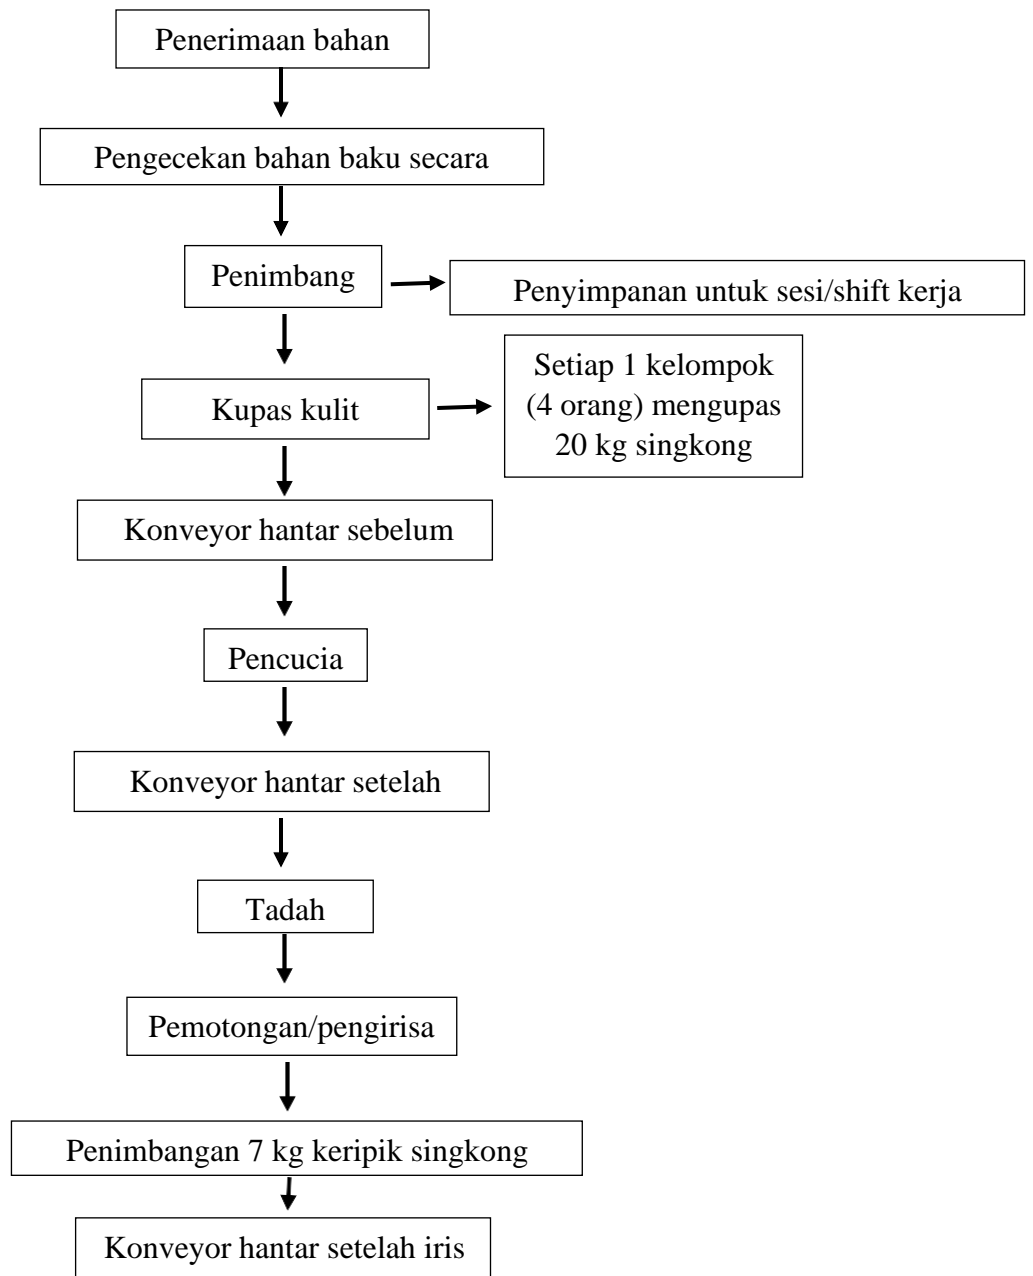 Penerimaan bahan
Pengecekan bahan baku secara
Penimbang
Penyimpanan untuk sesi/shift kerja
Kupas kulit
Setiap 1 kelompok
(4 orang) mengupas
20 kg singkong
Konveyor hantar sebelum
Pencucia
Konveyor hantar setelah
Tadah
Pemotongan/pengirisa
Penimbangan 7 kg keripik singkong
Konveyor hantar setelah iris